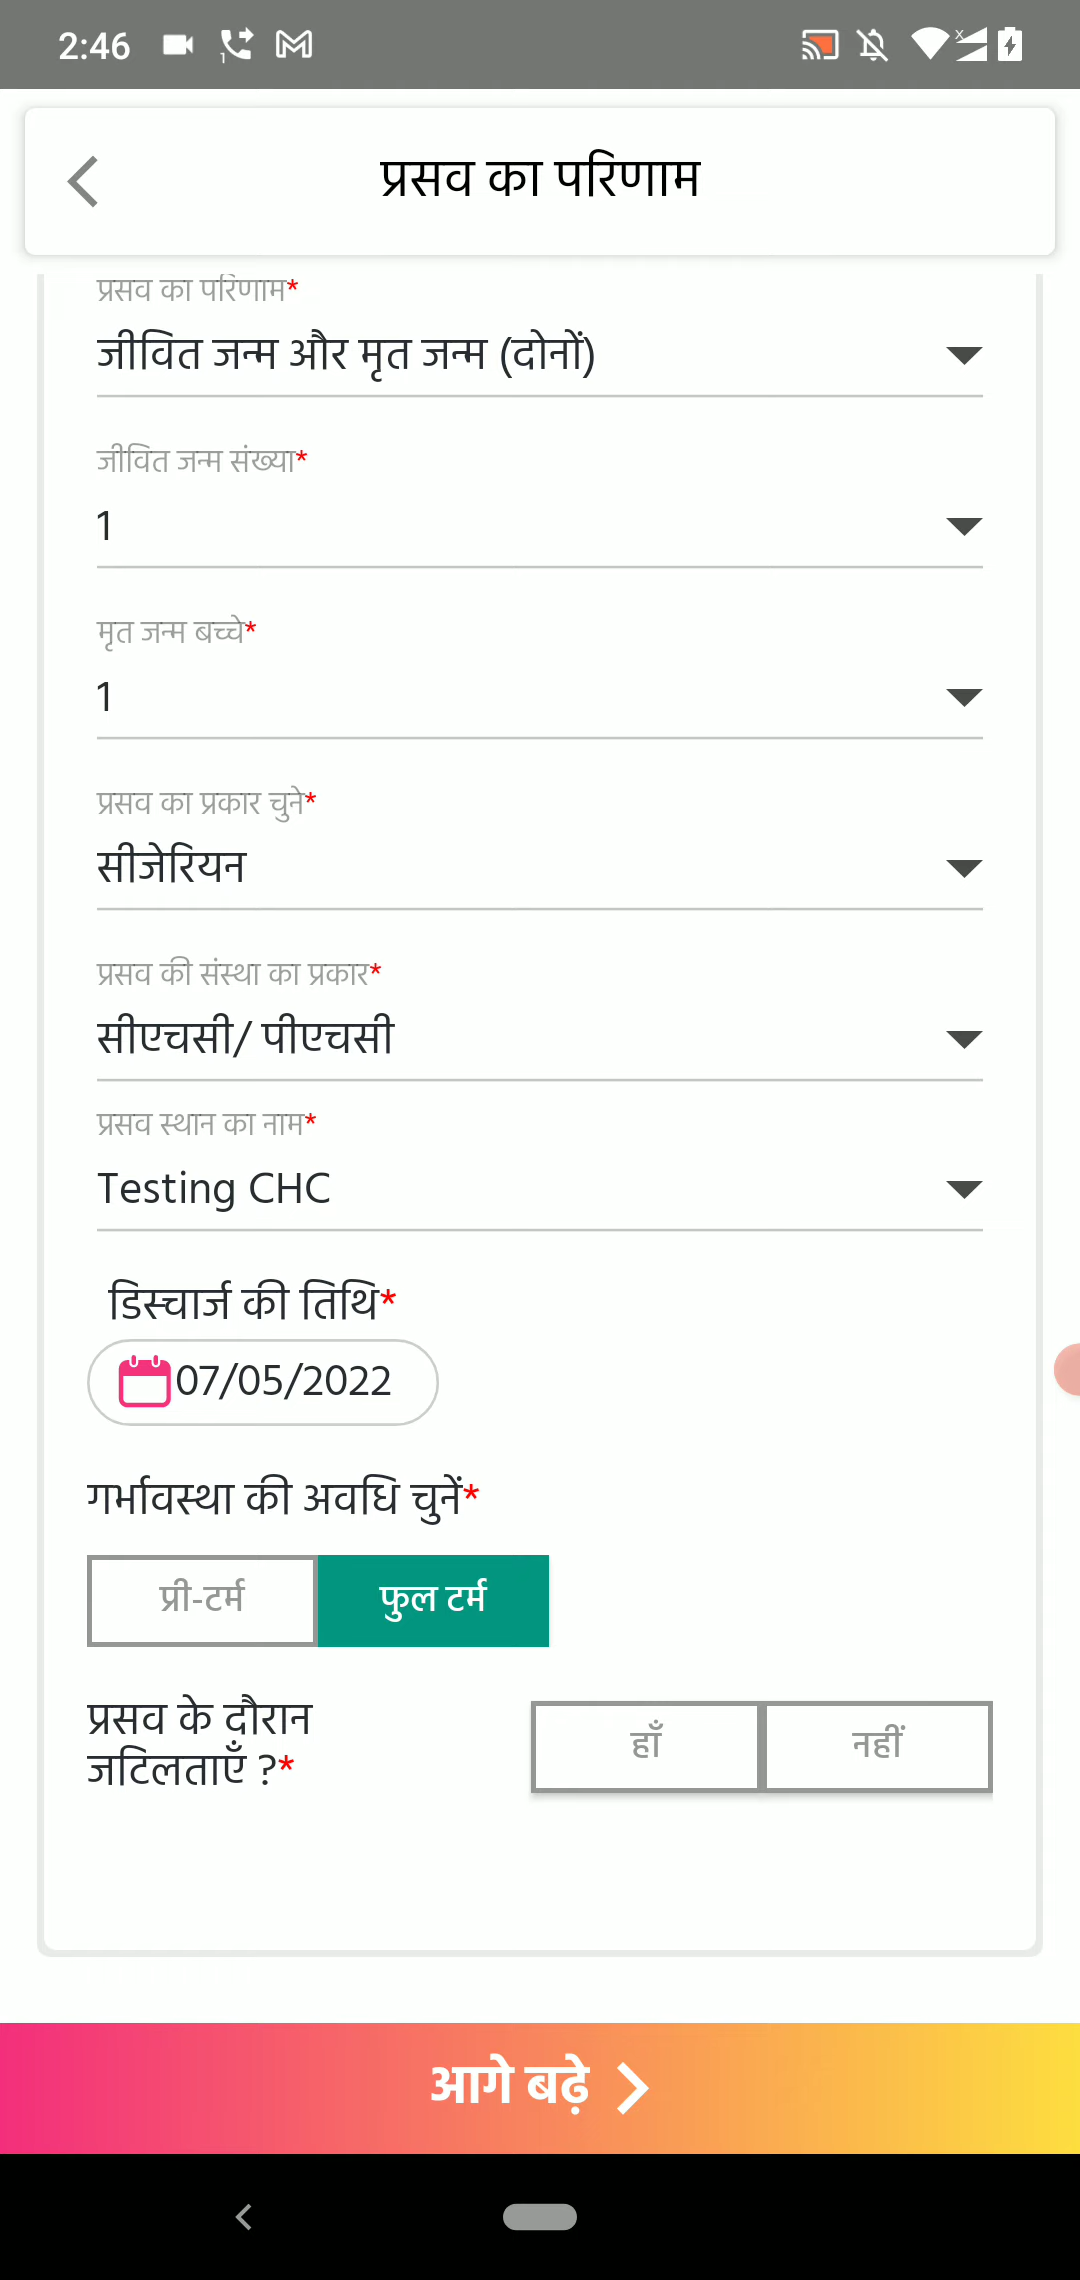 2:46
प्रसव का परिणाम
प्रसव का परिणाम*
जीवित जन्म और मृत जन्म (दोनों)
जीवित जन्म संख्या*
1
मृत जन्म बच्चे*
1
प्रसव का प्रकार चुने*
सीजेरियन
प्रसव की संस्था का प्रकार*
सीएचसी/ पीएचसी
प्रसव स्थान का नाम*
Testing CHC
डिस्चार्ज की तिथि*
07/05/2022
गर्भावस्था की अवधि चुनें*
प्री-टर्म फुल टर्म
प्रसव के दौरान
जटिलताएँ ?*
हाँ नहीं
आगे बढ़े